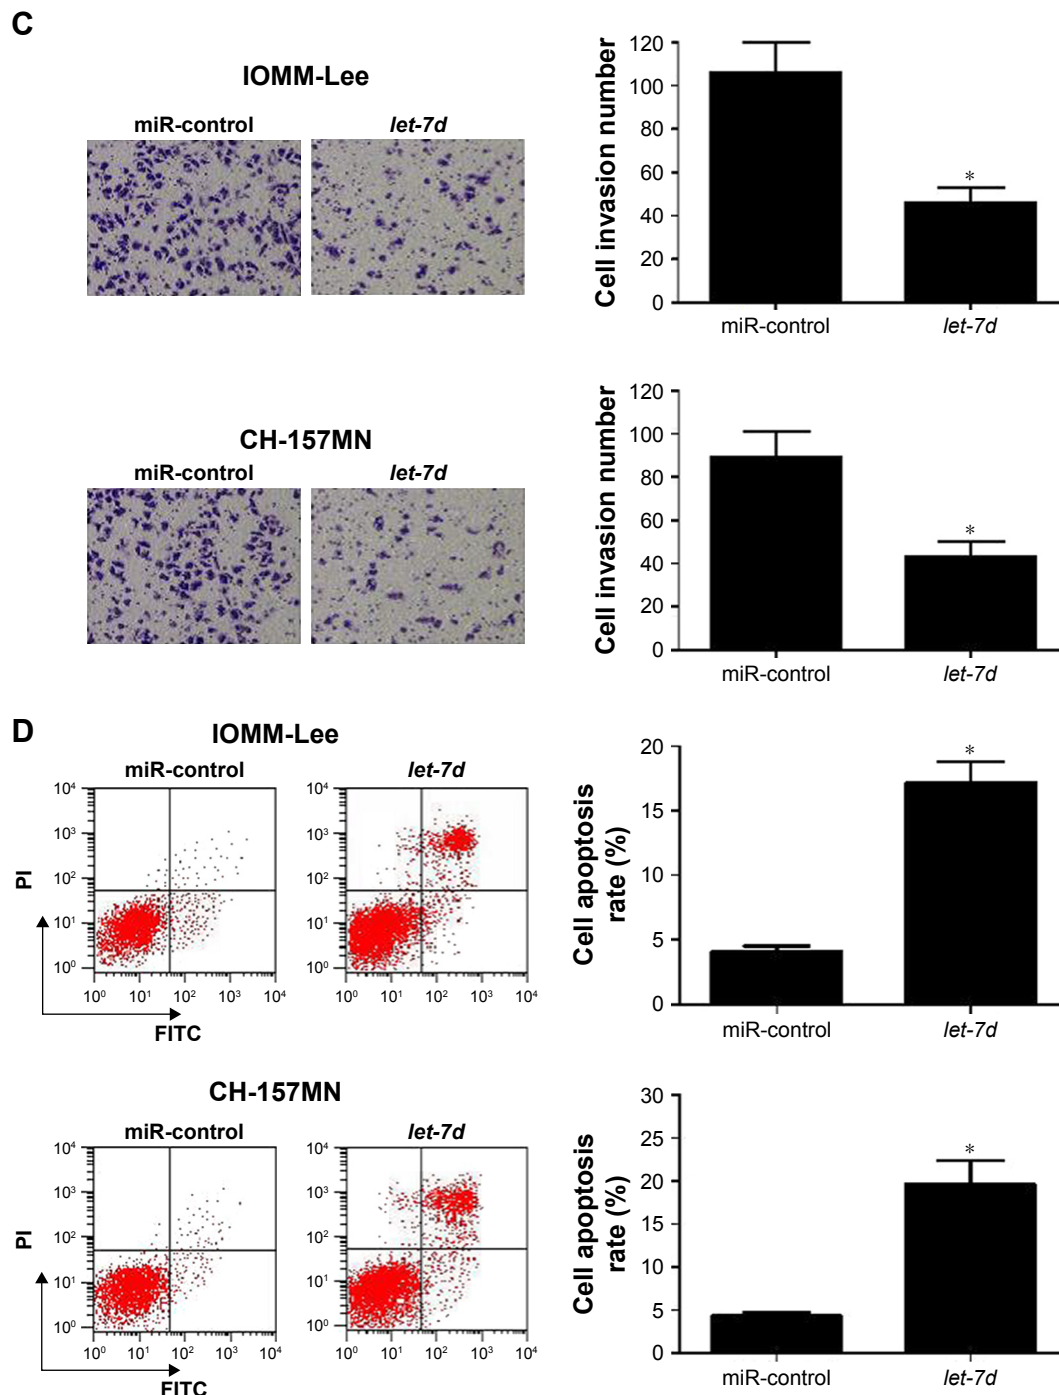 C
IOMM-Lee
miR-control let-7d
Cell invasion number
120
100
80
60
40
20
0
*
miR-control let-7d
CH-157MN
miR-control let-7d
Cell invasion number
120
100
80
60
40
20
0
*
miR-control let-7d
D
IOMM-Lee
miR-control let-7d
PI
10⁴
10³
10²
10¹
10⁰
10⁰ 10¹ 10² 10³ 10⁴
FITC
10⁴
10³
10²
10¹
10⁰
10⁰ 10¹ 10² 10³ 10⁴
Cell apoptosis
rate (%)
20
15
10
5
0
*
miR-control let-7d
CH-157MN
miR-control let-7d
PI
10⁴
10³
10²
10¹
10⁰
10⁰ 10¹ 10² 10³ 10⁴
FITC
10⁴
10³
10²
10¹
10⁰
10⁰ 10¹ 10² 10³ 10⁴
Cell apoptosis
rate (%)
30
25
20
15
10
5
0
*
miR-control let-7d